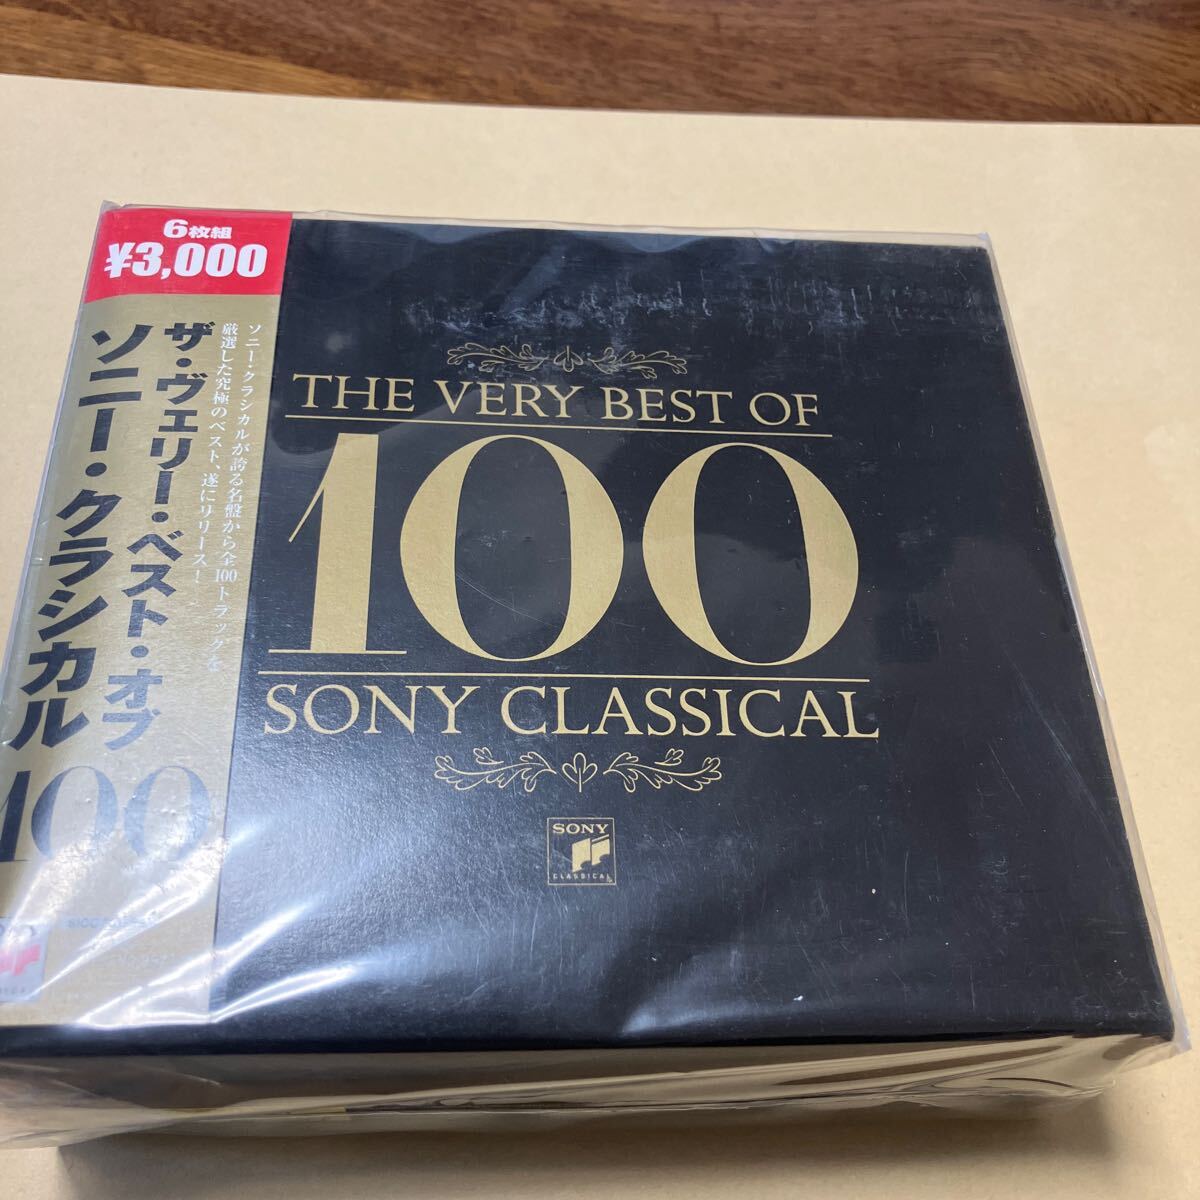 6枚組
¥3,000
ザ・ヴェリー・ベスト・オブ
ソニー・クラシカル
100
ソニー・クラシカルが誇る名盤から全100トラックを
厳選した究極のベスト、遂にリリース!
THE VERY BEST OF
100
SONY CLASSICAL
SONY
CLASSICAL